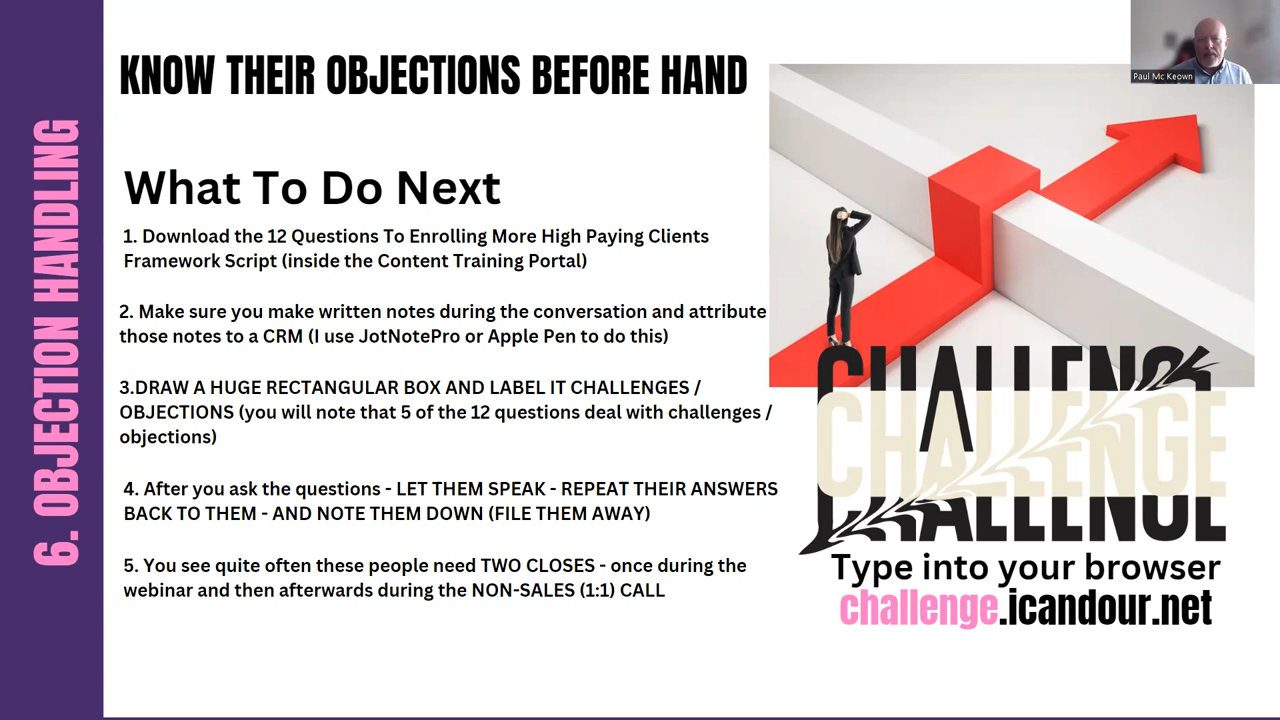 6. OBJECTION HANDLING
KNOW THEIR OBJECTIONS BEFORE HAND
Paul Mc Keown
What To Do Next
1. Download the 12 Questions To Enrolling More High Paying Clients
Framework Script (inside the Content Training Portal)
2. Make sure you make written notes during the conversation and attribute
those notes to a CRM (I use JotNotePro or Apple Pen to do this)
3.DRAW A HUGE RECTANGULAR BOX AND LABEL IT CHALLENGES /
OBJECTIONS (you will note that 5 of the 12 questions deal with challenges /
objections)
4. After you ask the questions - LET THEM SPEAK - REPEAT THEIR ANSWERS
BACK TO THEM - AND NOTE THEM DOWN (FILE THEM AWAY)
5. You see quite often these people need TWO CLOSES - once during the
webinar and then afterwards during the NON-SALES (1:1) CALL
CHALLENGE
CHALLENGE
CHALLENGE
Type into your browser
challenge.icandour.net